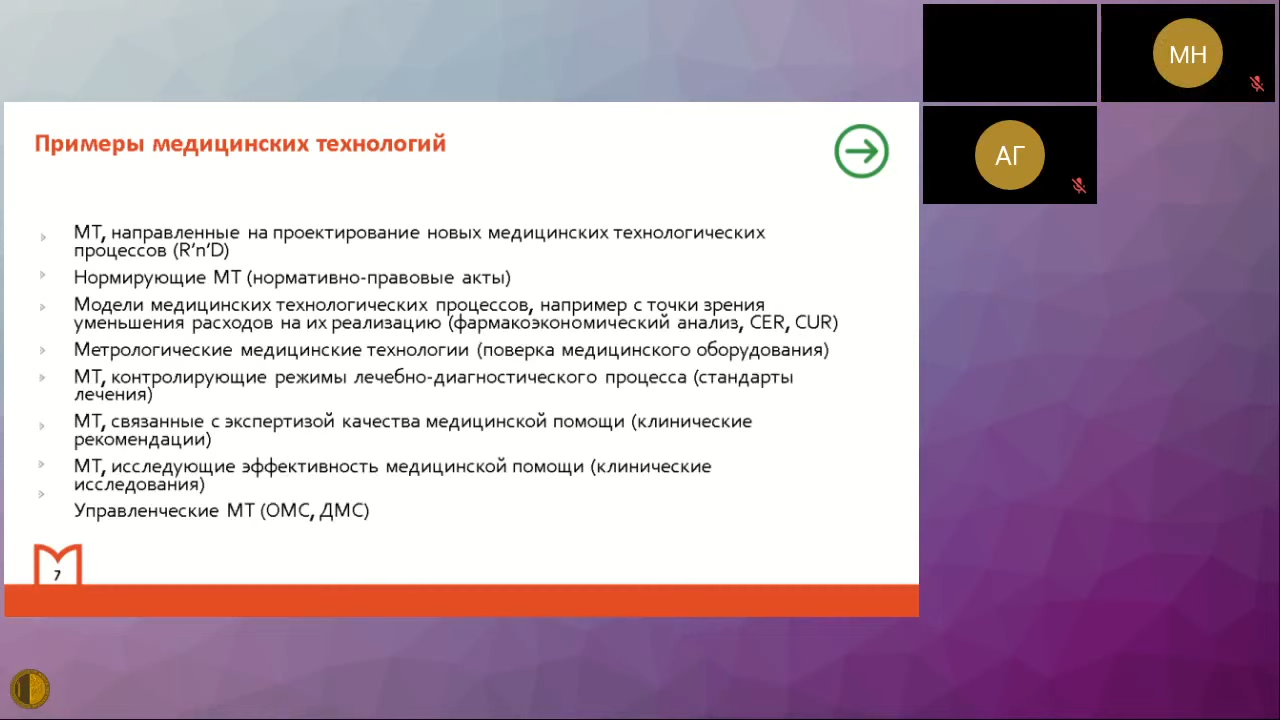 Примеры медицинских технологий
МТ, направленные на проектирование новых медицинских технологических
процессов (R’n’D)
Нормирующие МТ (нормативно-правовые акты)
Модели медицинских технологических процессов, например с точки зрения
уменьшения расходов на их реализацию (фармакоэкономический анализ, CER, CUR)
Метрологические медицинские технологии (поверка медицинского оборудования)
МТ, контролирующие режимы лечебно-диагностического процесса (стандарты
лечения)
МТ, связанные с экспертизой качества медицинской помощи (клинические
рекомендации)
МТ, исследующие эффективность медицинской помощи (клинические
исследования)
Управленческие МТ (ОМС, ДМС)
7
МН
АГ